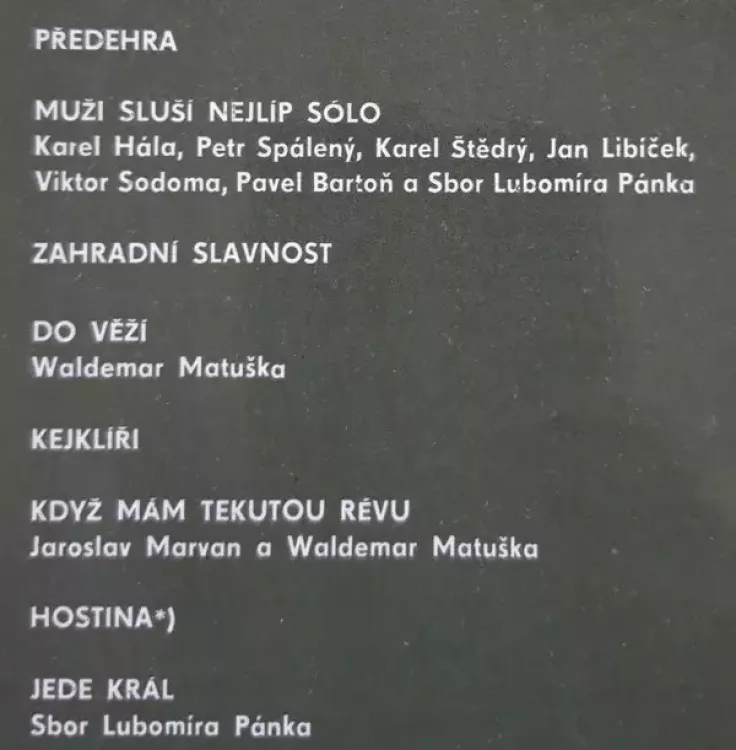 PŘEDEHRA
MUŽI SLUŠÍ NEJLÍP SÓLO
Karel Hála, Petr Spálený, Karel Štědrý, Jan Libíček,
Viktor Sodoma, Pavel Bartoň a Sbor Lubomíra Pánka
ZAHRADNÍ SLAVNOST
DO VĚŽÍ
Waldemar Matuška
KEJKLÍŘI
KDYŽ MÁM TEKUTOU RÉVU
Jaroslav Marvan a Waldemar Matuška
HOSTINA*)
JEDE KRÁL
Sbor Lubomíra Pánka